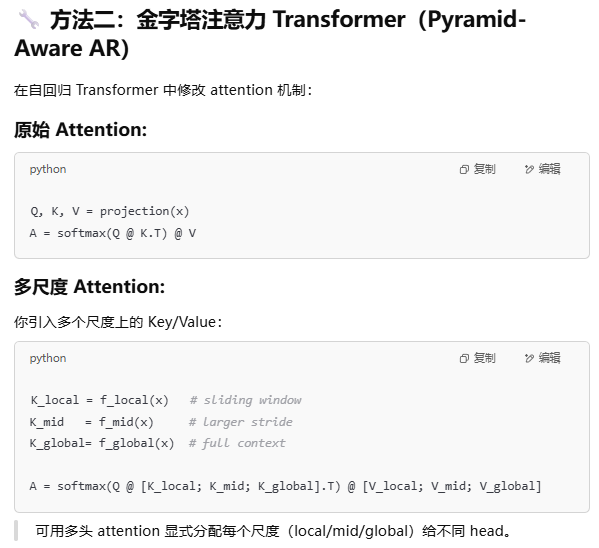 🔧 方法二：金字塔注意力 Transformer（Pyramid-
Aware AR）
在自回归 Transformer 中修改 attention 机制：
原始 Attention:
python 复制 编辑
Q, K, V = projection(x)
A = softmax(Q @ K.T) @ V
多尺度 Attention:
你引入多个尺度上的 Key/Value：
python 复制 编辑
K_local = f_local(x)   # sliding window
K_mid   = f_mid(x)     # larger stride
K_global= f_global(x)  # full context
A = softmax(Q @ [K_local; K_mid; K_global].T) @ [V_local; V_mid; V_global]
可用多头 attention 显式分配每个尺度（local/mid/global）给不同 head。